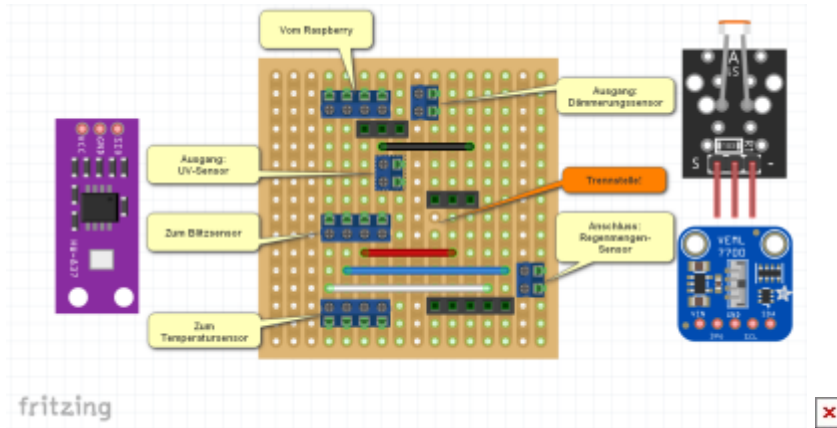 Vom Raspberry
Ausgang:
Dämmerungssensor
Ausgang:
UV-Sensor
Trennstelle!
Zum Blitzsensor
Anschluss:
Regenmengen-
Sensor
Zum
Temperatursensor
VCC
GND
S
-
VEML
7700
VIN
GND
SDA
3V0
SCL
fritzing